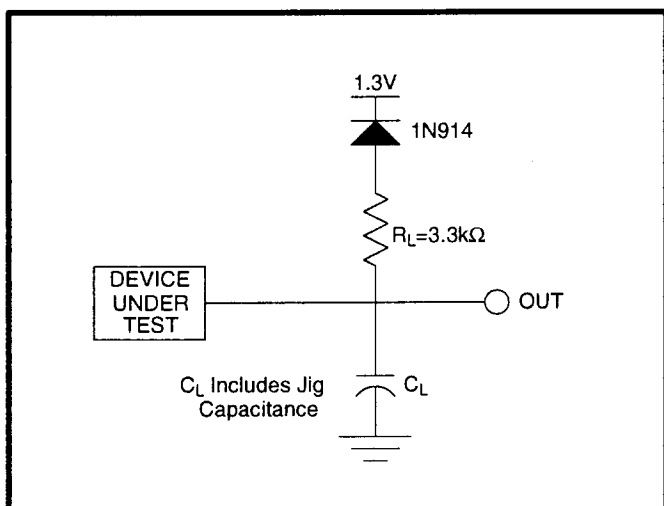 1.3V
1N914
R_L=3.3kΩ
DEVICE
UNDER
TEST
OUT
C_L Includes Jig
Capacitance
C_L